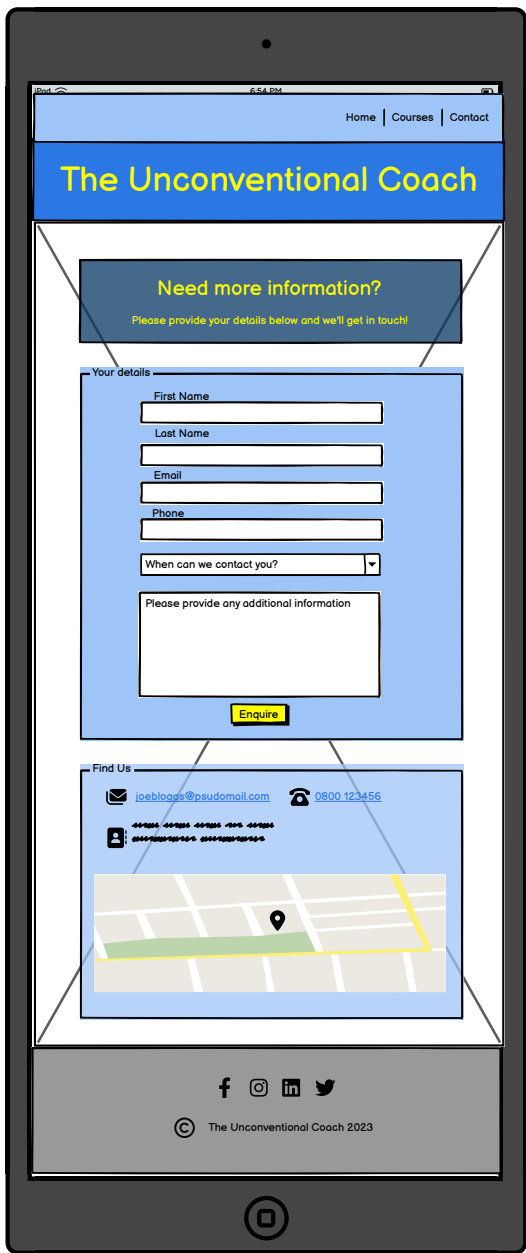 iPod 6:54 PM
Home Courses Contact
The Unconventional Coach
Need more information?
Please provide your details below and we'll get in touch!
Your details
First Name
Last Name
Email
Phone
When can we contact you?
Please provide any additional information
Enquire
Find Us
joebloggs@psudomail.com 0800 123456
© The Unconventional Coach 2023